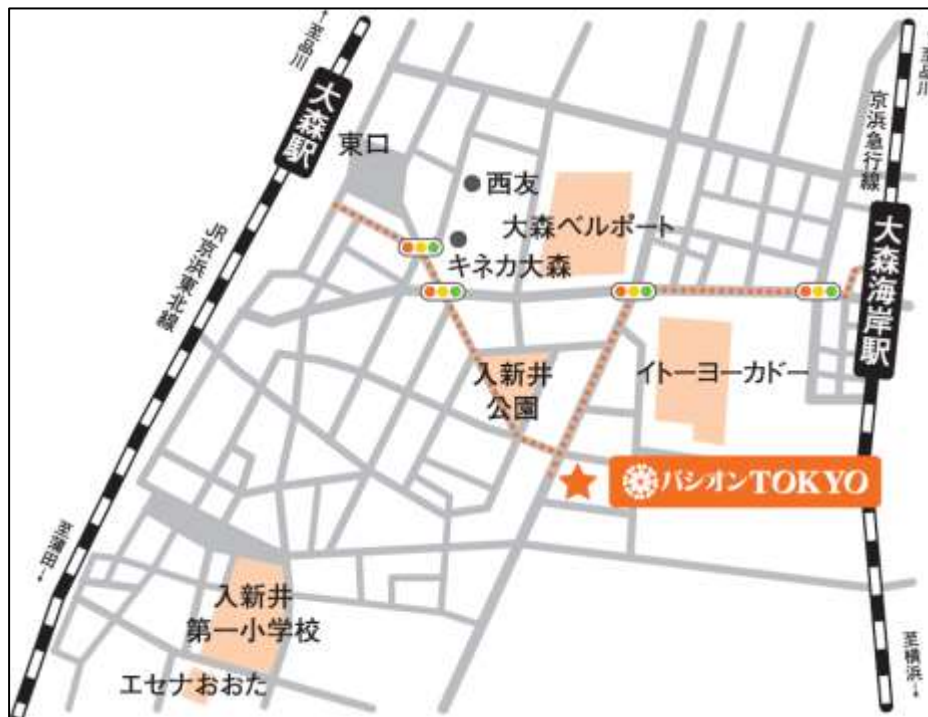 ↑至品川
大森駅
東口
西友
大森ベルポート
キネカ大森
JR京浜東北線
↑至品川
京浜急行線
大森海岸駅
入新井
公園
イトーヨーカドー
パシオンTOKYO
至蒲田↓
入新井
第一小学校
エセナおおた
至横浜↓